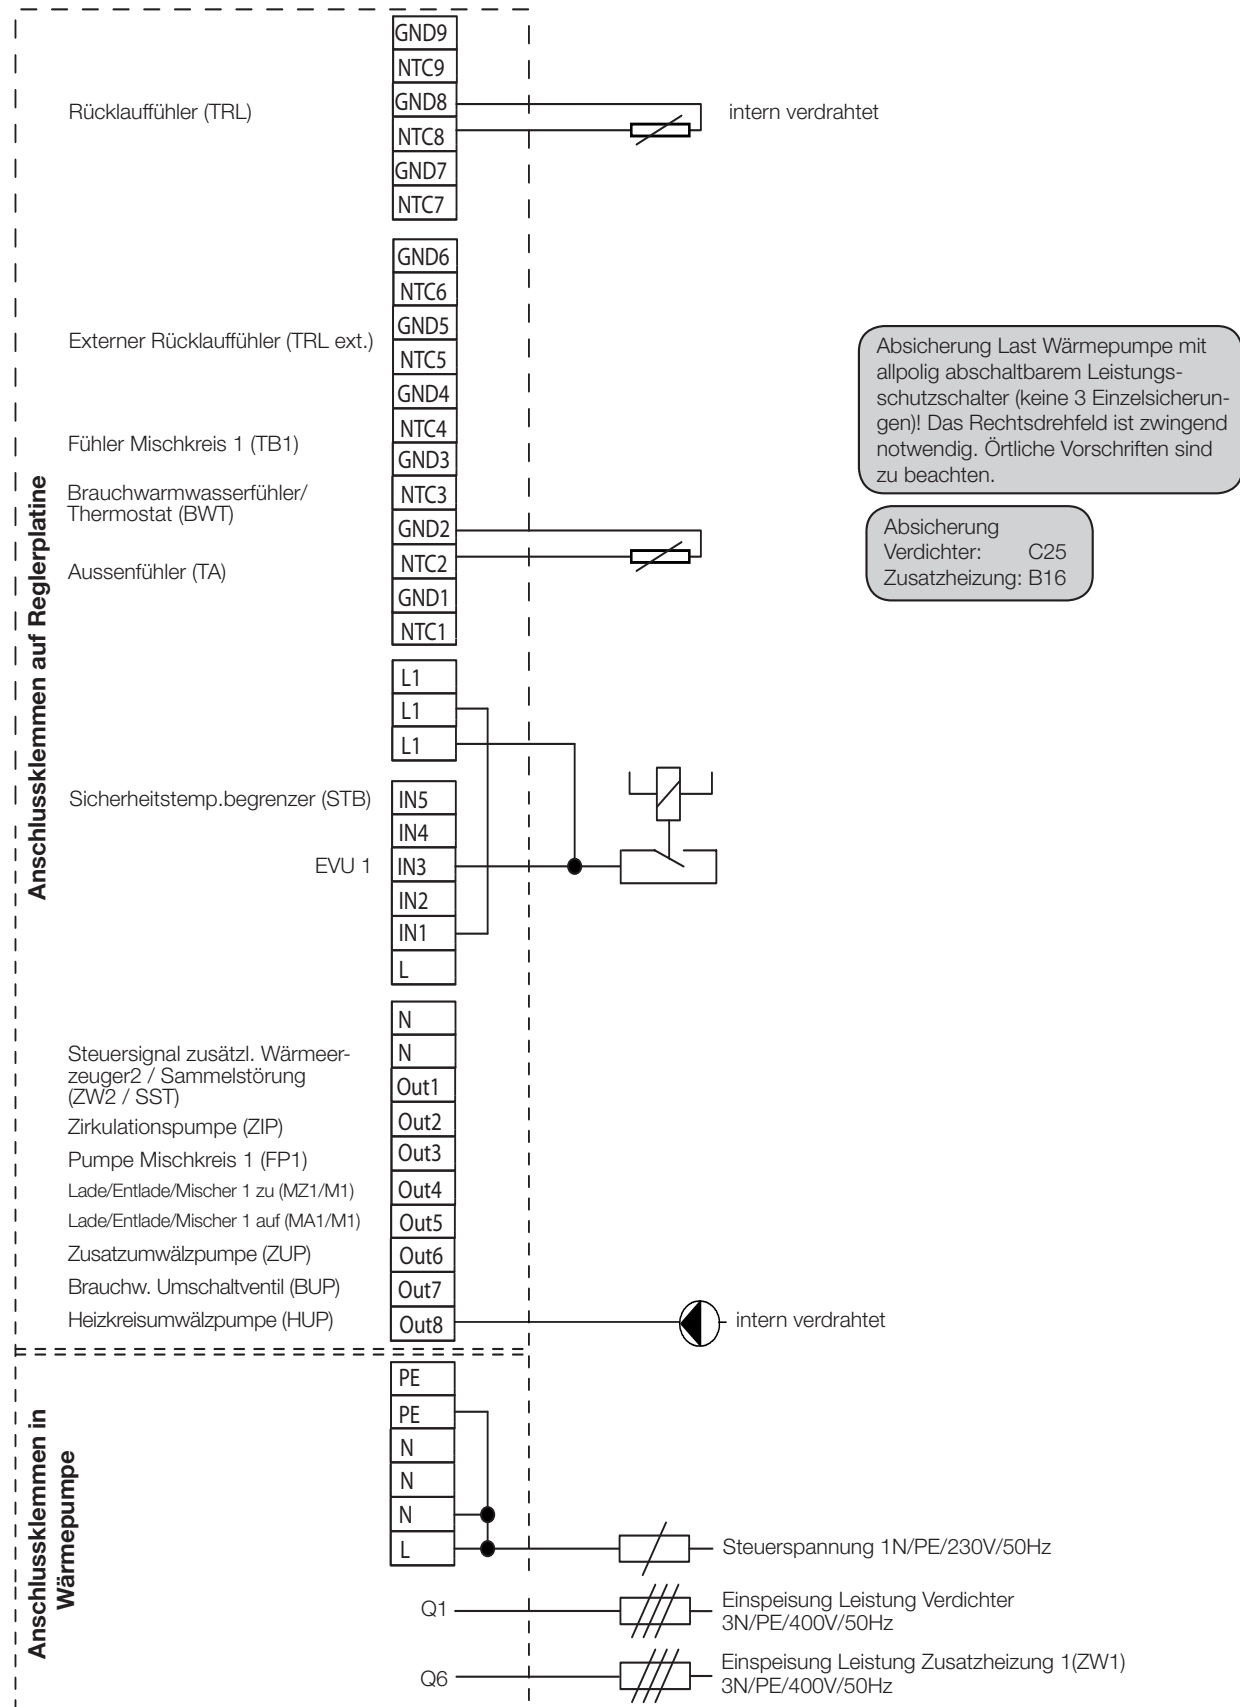 GND9
NTC9
GND8
Rücklauffühler (TRL)
intern verdrahtet
NTC8
GND7
NTC7
GND6
NTC6
GND5
Externer Rücklauffühler (TRL ext.)
NTC5
GND4
NTC4
Fühler Mischkreis 1 (TB1)
GND3
Brauchwarmwasserfühler/
Thermostat (BWT)
NTC3
GND2
NTC2
Aussenfühler (TA)
GND1
NTC1
Absicherung Last Wärmepumpe mit
allpolig abschaltbarem Leistungs-
schutzschalter (keine 3 Einzelsicherun-
gen)! Das Rechtsdrehfeld ist zwingend
notwendig. Örtliche Vorschriften sind
zu beachten.
Absicherung
Verdichter: C25
Zusatzheizung: B16
Anschlussklemmen auf Reglerplatine
L1
L1
L1
Sicherheitstemp.begrenzer (STB)
IN5
IN4
EVU 1
IN3
IN2
IN1
L
N
N
Steuersignal zusätzl. Wärmeer-
zeuger2 / Sammelstörung
(ZW2 / SST)
Out1
Zirkulationspumpe (ZIP)
Out2
Pumpe Mischkreis 1 (FP1)
Out3
Lade/Entlade/Mischer 1 zu (MZ1/M1)
Out4
Lade/Entlade/Mischer 1 auf (MA1/M1)
Out5
Zusatzumwälzpumpe (ZUP)
Out6
Brauchw. Umschaltventil (BUP)
Out7
Heizkreisumwälzpumpe (HUP)
Out8
intern verdrahtet
Anschlussklemmen in
Wärmepumpe
PE
PE
N
N
N
L
Steuerspannung 1N/PE/230V/50Hz
Q1
Einspeisung Leistung Verdichter
3N/PE/400V/50Hz
Q6
Einspeisung Leistung Zusatzheizung 1(ZW1)
3N/PE/400V/50Hz